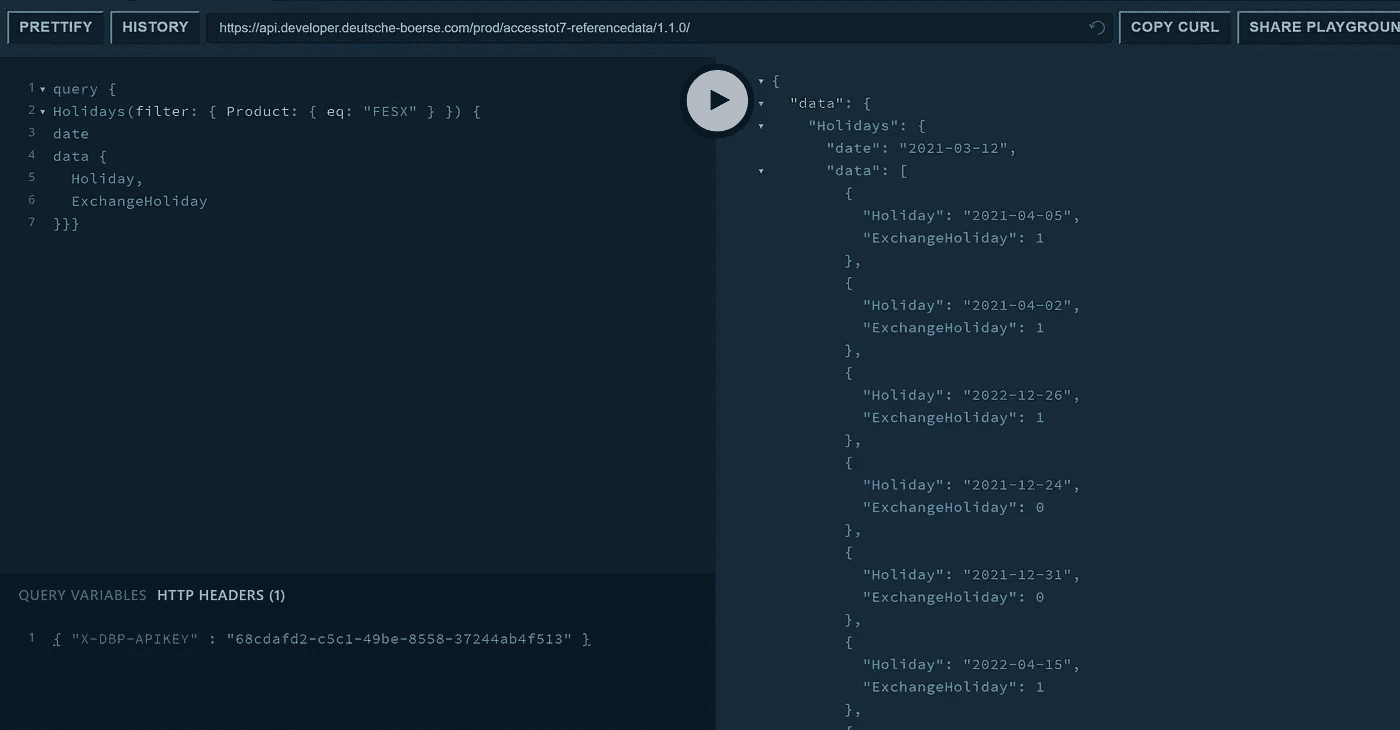 PRETTIFY HISTORY https://api.developer.deutsche-boerse.com/prod/accesstot7-referencedata/1.1.0/ COPY CURL SHARE PLAYGROUN
1 query {
2 Holidays(filter: { Product: { eq: "FESX" } }) {
3 date
4 data {
5 Holiday,
6 ExchangeHoliday
7 }}}
QUERY VARIABLES HTTP HEADERS (1)
1 { "X-DBP-APIKEY" : "68cdafd2-c5c1-49be-8558-37244ab4f513" }
{
"data": {
"Holidays": {
"date": "2021-03-12",
"data": [
{
"Holiday": "2021-04-05",
"ExchangeHoliday": 1
},
{
"Holiday": "2021-04-02",
"ExchangeHoliday": 1
},
{
"Holiday": "2022-12-26",
"ExchangeHoliday": 1
},
{
"Holiday": "2021-12-24",
"ExchangeHoliday": 0
},
{
"Holiday": "2021-12-31",
"ExchangeHoliday": 0
},
{
"Holiday": "2022-04-15",
"ExchangeHoliday": 1
},